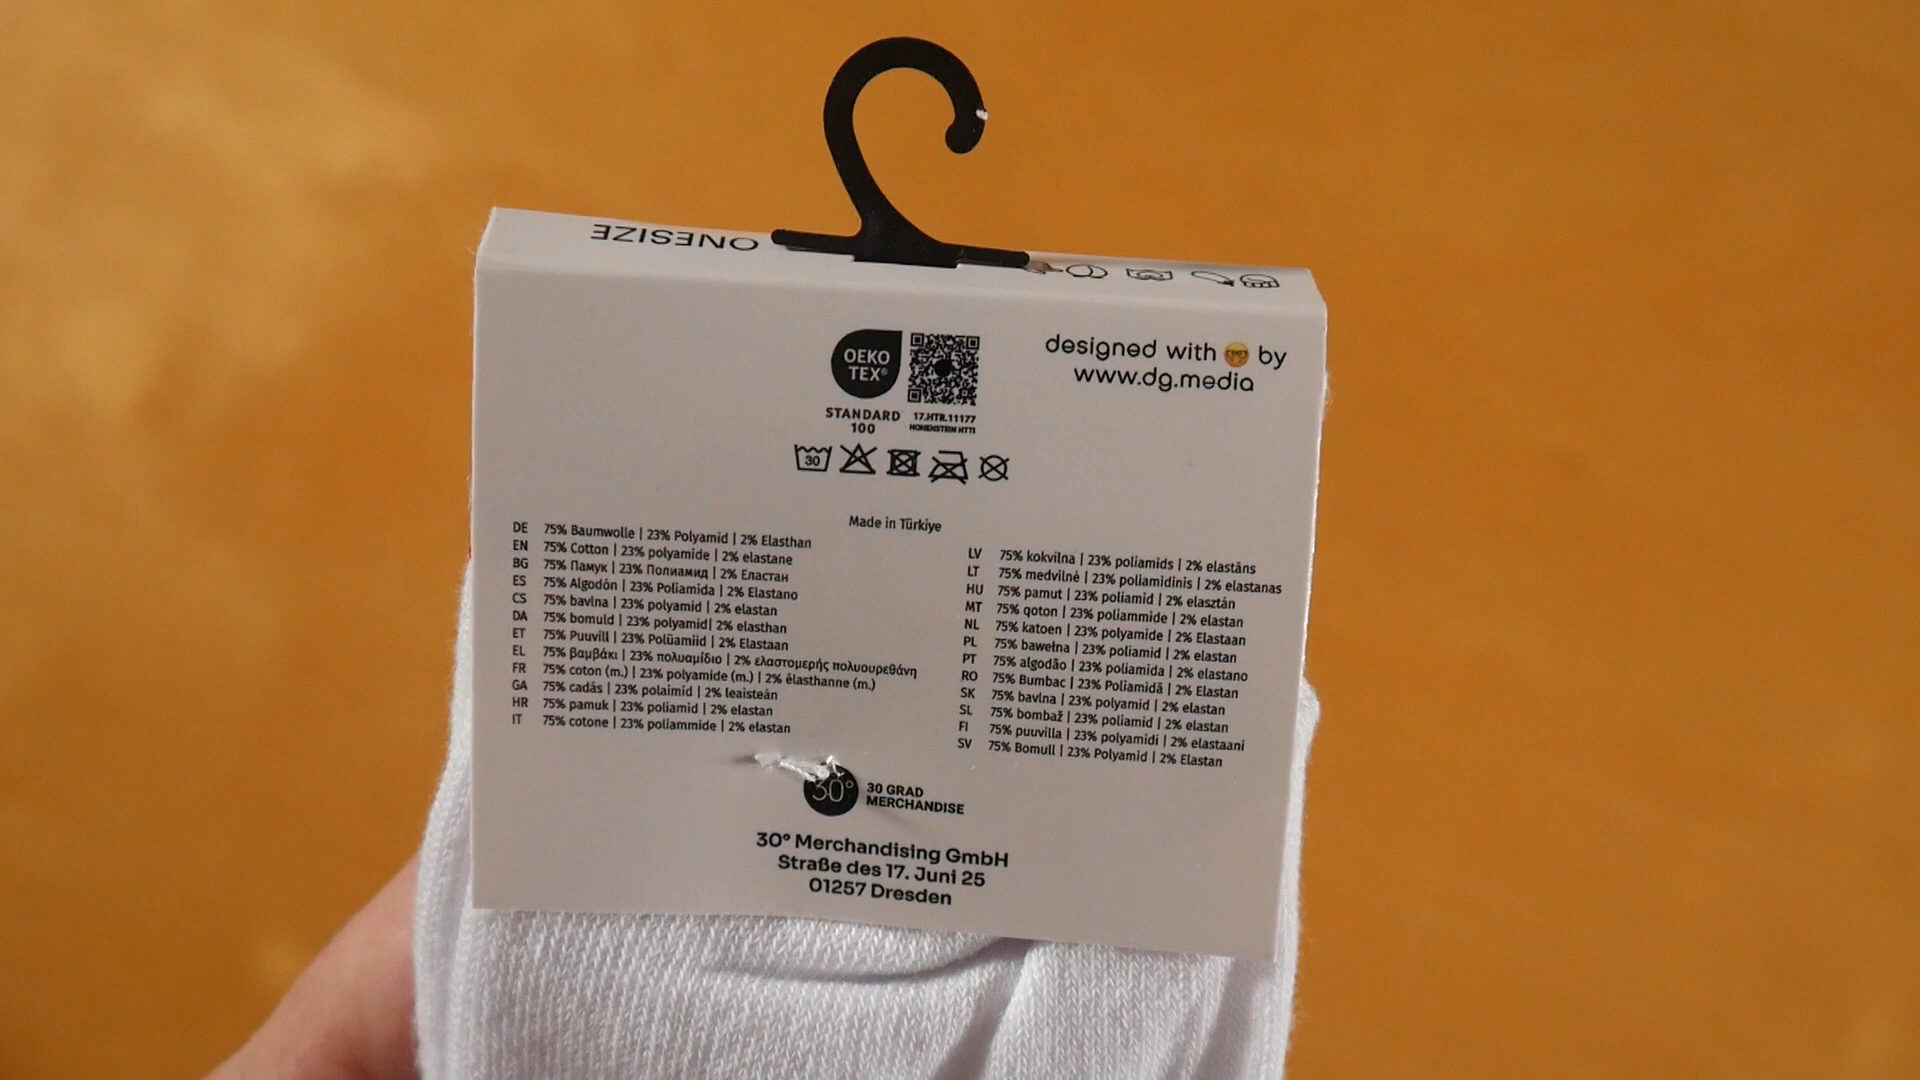 ONESIZE
OEKO
TEX®
STANDARD
100
17.HTR.11177
HOHENSTEIN HTTI
designed with 🤓 by
www.dg.media
30
Made in Türkiye
DE 75% Baumwolle | 23% Polyamid | 2% Elasthan
EN 75% Cotton | 23% polyamide | 2% elastane
BG 75% Памук | 23% Полиамид | 2% Еластан
ES 75% Algodón | 23% Poliamida | 2% Elastano
CS 75% bavlna | 23% polyamid | 2% elastan
DA 75% bomuld | 23% polyamid| 2% elasthan
ET 75% Puuvill | 23% Polüamiid | 2% Elastaan
EL 75% βαμβάκι | 23% πολυαμίδιο | 2% ελαστομερής πολυουρεθάνη
FR 75% coton (m.) | 23% polyamide (m.) | 2% élasthanne (m.)
GA 75% cadás | 23% polaimíd | 2% leaisteán
HR 75% pamuk | 23% poliamid | 2% elastan
IT 75% cotone | 23% poliammide | 2% elastan
LV 75% kokvilna | 23% poliamīds | 2% elastāns
LT 75% medvilnė | 23% poliamidinis | 2% elastanas
HU 75% pamut | 23% poliamid | 2% elasztán
MT 75% qoton | 23% poliammide | 2% elastan
NL 75% katoen | 23% polyamide | 2% Elastaan
PL 75% bawełna | 23% poliamid | 2% elastan
PT 75% algodão | 23% poliamida | 2% elastano
RO 75% Bumbac | 23% Poliamidă | 2% Elastan
SK 75% bavlna | 23% polyamid | 2% elastan
SL 75% bombaž | 23% poliamid | 2% elastan
FI 75% puuvilla | 23% polyamidi | 2% elastaani
SV 75% Bomull | 23% Polyamid | 2% Elastan
30°
30 GRAD
MERCHANDISE
30° Merchandising GmbH
Straße des 17. Juni 25
01257 Dresden